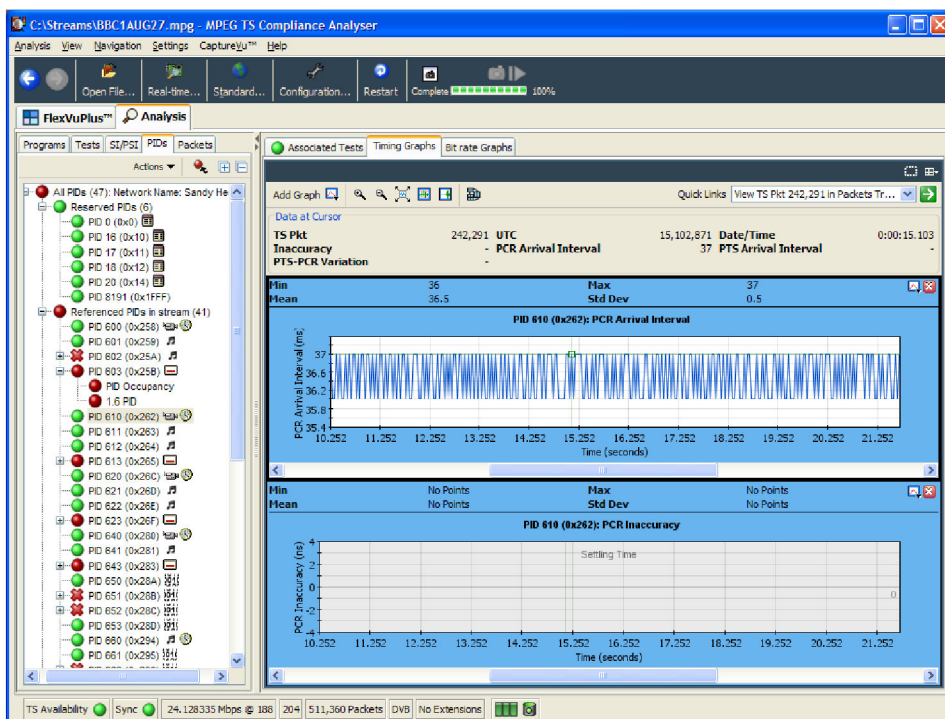 C:\Streams\BBC1AUG27.mpg - MPEG TS Compliance Analyser
Analysis View Navigation Settings CaptureVu™ Help
Open File... Real-time... Standard... Configuration... Restart Complete 100%
FlexVuPlus™ Analysis
Programs Tests SI/PSI PIDs Packets
Actions
All PIDs (47): Network Name: Sandy He
Reserved PIDs (6)
PID 0 (0x0)
PID 16 (0x10)
PID 17 (0x11)
PID 18 (0x12)
PID 20 (0x14)
PID 8191 (0x1FFF)
Referenced PIDs in stream (41)
PID 600 (0x258)
PID 601 (0x259)
PID 602 (0x25A)
PID 603 (0x25B)
PID Occupancy
1.6 PID
PID 610 (0x262)
PID 611 (0x263)
PID 612 (0x264)
PID 613 (0x265)
PID 620 (0x26C)
PID 621 (0x26D)
PID 622 (0x26E)
PID 623 (0x26F)
PID 640 (0x280)
PID 641 (0x281)
PID 643 (0x283)
PID 650 (0x28A)
PID 651 (0x28B)
PID 652 (0x28C)
PID 653 (0x28D)
PID 660 (0x294)
PID 661 (0x295)
Associated Tests Timing Graphs Bit rate Graphs
Add Graph Quick Links View TS Pkt 242,291 in Packets Tr...
Data at Cursor
TS Pkt 242,291 UTC 15,102,871 Date/Time 0:00:15.103
Inaccuracy - PCR Arrival Interval 37 PTS Arrival Interval -
PTS-PCR Variation -
Min 36 Max 37
Mean 36.5 Std Dev 0.5
PID 610 (0x262): PCR Arrival Interval
PCR Arrival Interval (ms)
37
36.6
36.2
35.8
35.4
10.252 11.252 12.252 13.252 14.252 15.252 16.252 17.252 18.252 19.252 20.252 21.252
Time (seconds)
Min No Points Max No Points
Mean No Points Std Dev No Points
PID 610 (0x262): PCR Inaccuracy
PCR Inaccuracy (ns)
4
2
0
-2
-4
Settling Time
0
10.252 11.252 12.252 13.252 14.252 15.252 16.252 17.252 18.252 19.252 20.252 21.252
Time (seconds)
TS Availability Sync 24.128335 Mbps @ 188 204 511,360 Packets DVB No Extensions